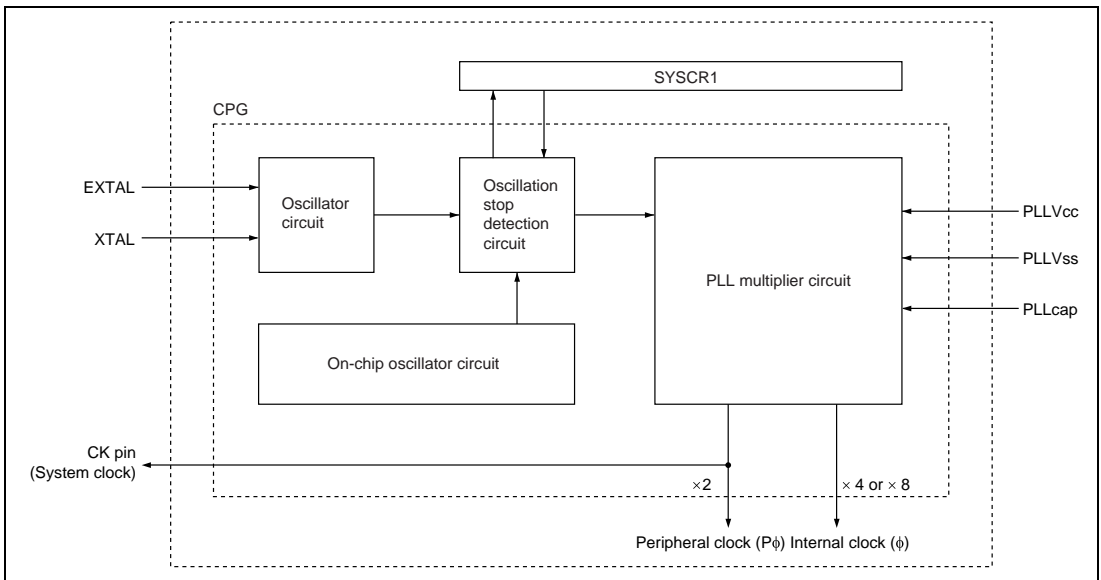 SYSCR1
CPG
EXTAL
XTAL
Oscillator
circuit
Oscillation
stop
detection
circuit
PLL multiplier circuit
PLLVcc
PLLVss
PLLcap
On-chip oscillator circuit
CK pin
(System clock)
×2
× 4 or × 8
Peripheral clock (Pϕ) Internal clock (ϕ)